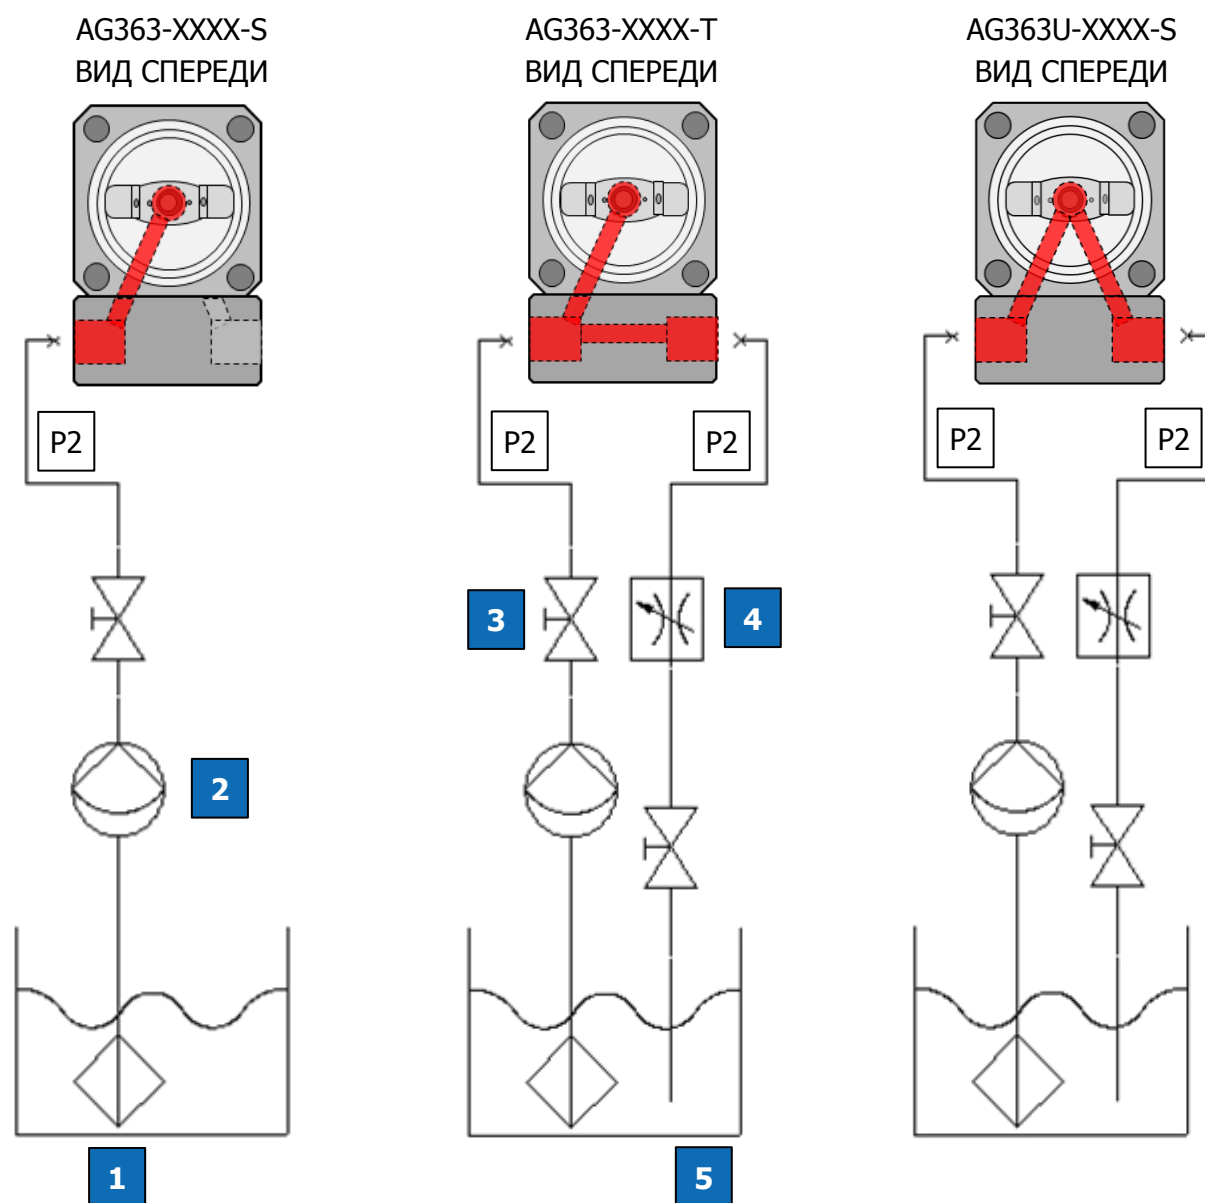 AG363-XXXX-S
ВИД СПЕРЕДИ
AG363-XXXX-T
ВИД СПЕРЕДИ
AG363U-XXXX-S
ВИД СПЕРЕДИ
P2
P2
P2
P2
P2
3
4
2
1
5